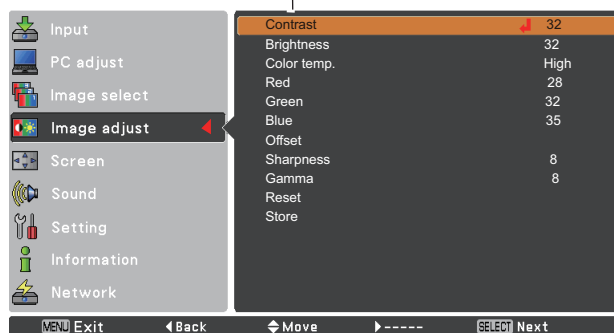 Input
PC adjust
Image select
Image adjust
Screen
Sound
Setting
Information
Network
Contrast 32
Brightness 32
Color temp. High
Red 28
Green 32
Blue 35
Offset
Sharpness 8
Gamma 8
Reset
Store
MENU Exit Back Move ----- SELECT Next